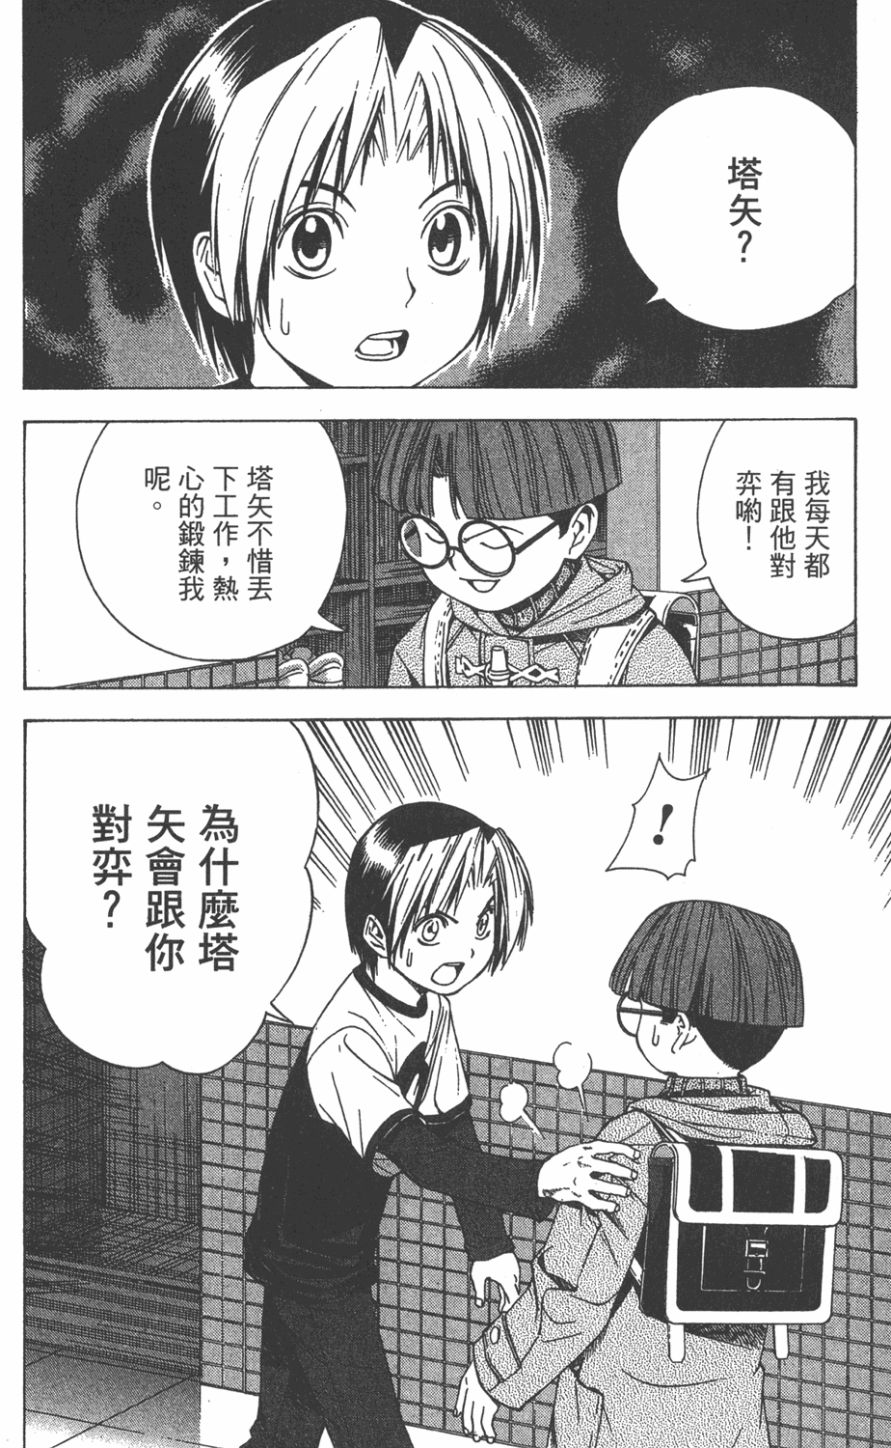 塔矢?
我每天都
有跟他對
弈喲!
塔矢不惜丟
下工作，熱
心的鍛鍊我
呢。
!
為什麼塔
矢會跟你
對弈?